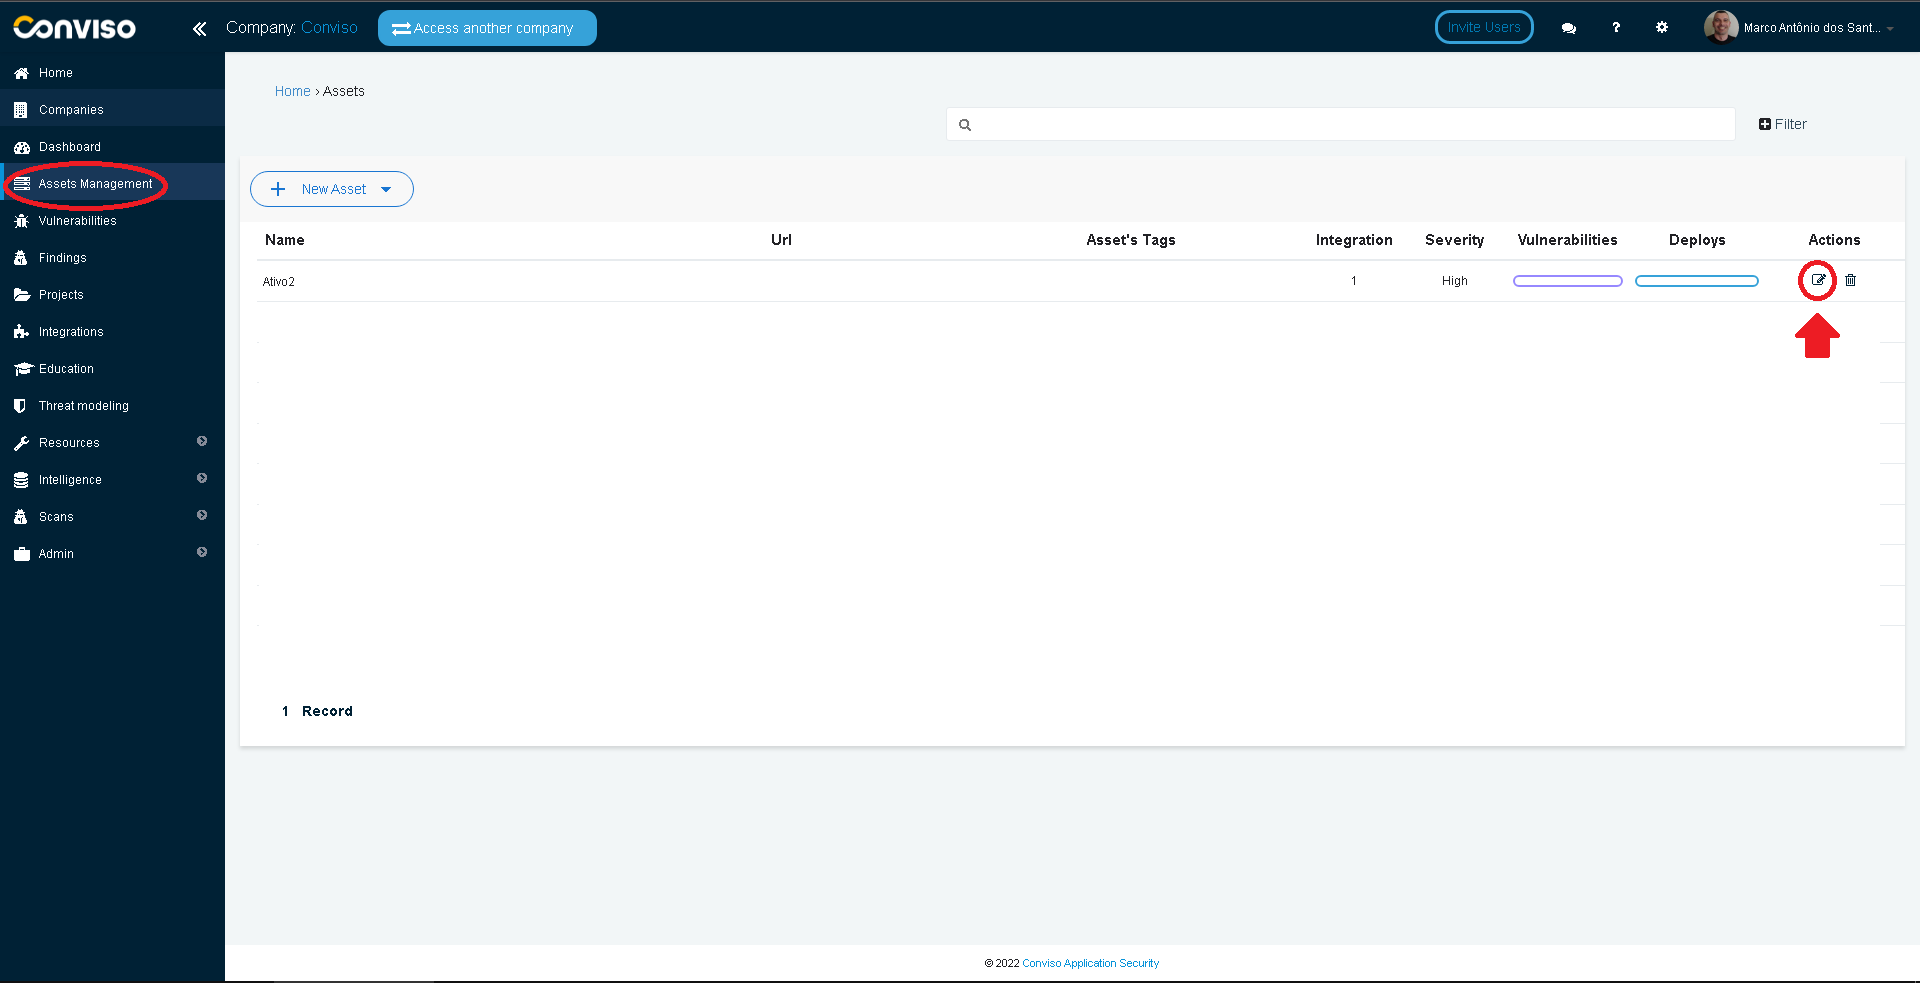 Conviso
Company: Conviso
Access another company
Invite Users
?
Marco Antônio dos Sant...
Home
Companies
Dashboard
Assets Management
Vulnerabilities
Findings
Projects
Integrations
Education
Threat modeling
Resources
Intelligence
Scans
Admin
Home › Assets
Filter
New Asset
Name Url Asset's Tags Integration Severity Vulnerabilities Deploys Actions
Ativo2 1 High
1 Record
© 2022 Conviso Application Security